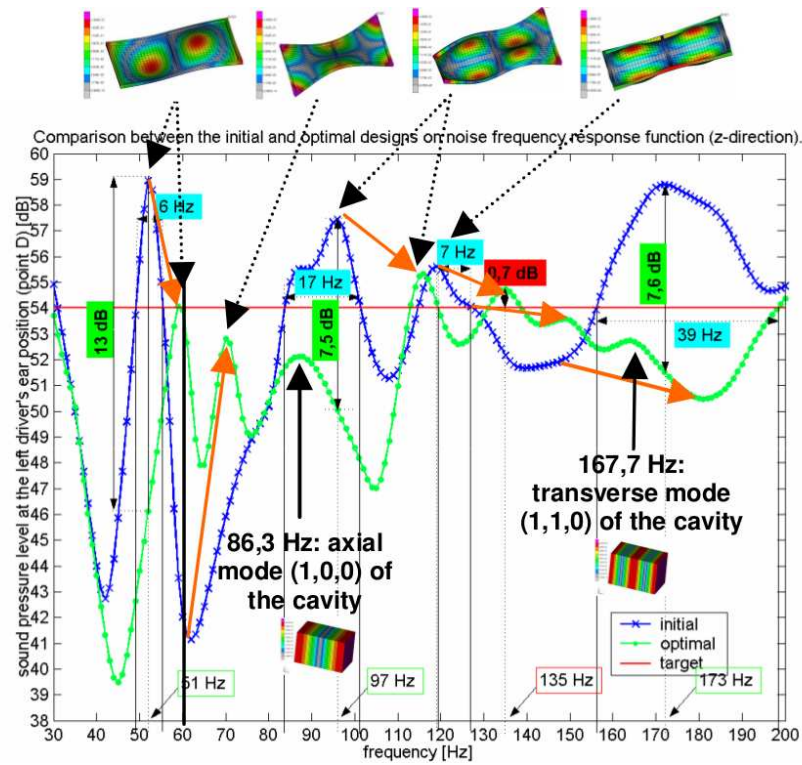 Comparison between the initial and optimal designs on noise frequency response function (z-direction).
sound pressure level at the left driver's ear position (point D) [dB]
60
59
58
57
56
55
54
53
52
51
50
49
48
47
46
45
44
43
42
41
40
39
38
6 Hz
13 dB
17 Hz
7,5 dB
7 Hz
0,7 dB
7,6 dB
39 Hz
86,3 Hz: axial
mode (1,0,0) of
the cavity
167,7 Hz:
transverse mode
(1,1,0) of the
cavity
initial
optimal
target
51 Hz
97 Hz
135 Hz
173 Hz
30 40 50 60 70 80 90 100 110 120 130 140 150 160 170 180 190 200
frequency [Hz]